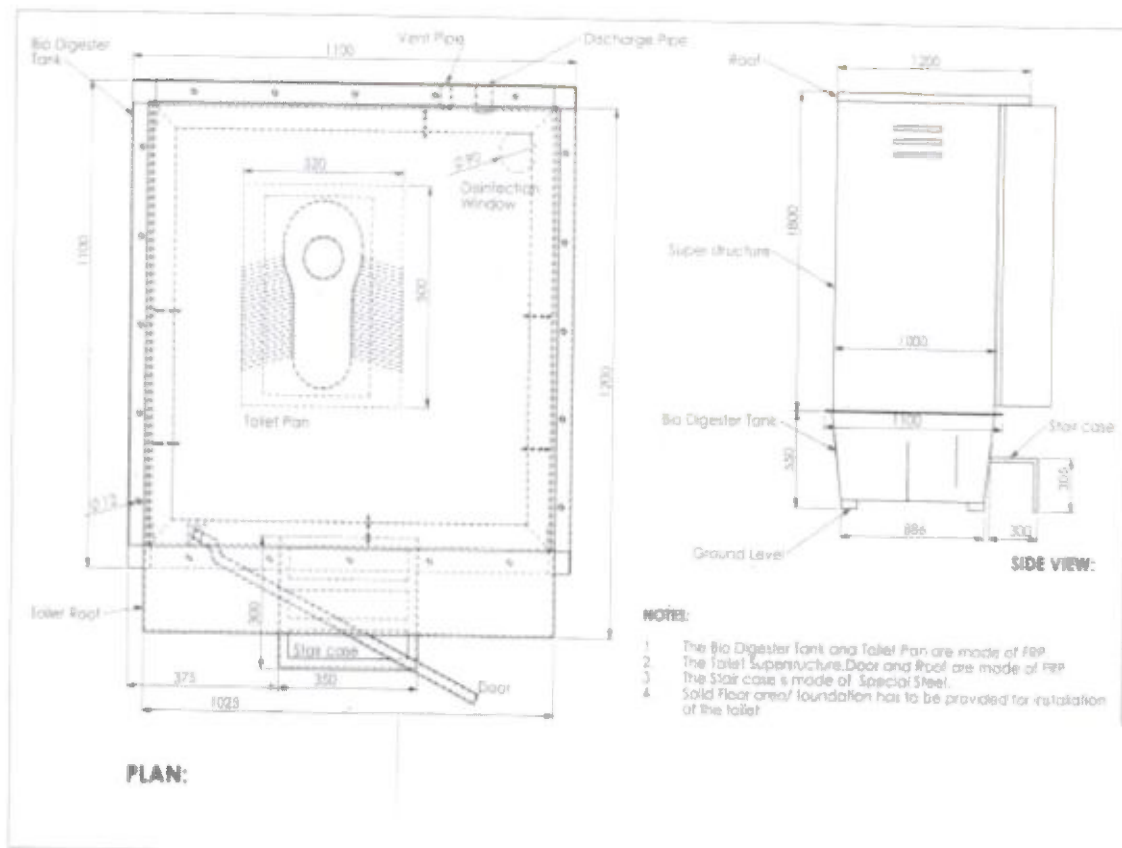 Bio Digester
Tank
1100
Vent Pipe
Discharge Pipe
1100
320
Disinfection
Window
500
Toilet Pan
1200
Toilet Roof
300
Stair case
Door
375
350
1025
PLAN:
Roof
1200
1800
Super structure
1000
Bio Digester Tank
1100
Stair case
550
305
886
300
Ground Level
SIDE VIEW:
NOTES:
1 The Bio Digester Tank and Toilet Pan are made of FRP
2 The Toilet Superstructure, Door and Roof are made of FRP
3 The Stair case is made of Special Steel.
4 Solid Floor area/ foundation has to be provided for installation
of the toilet